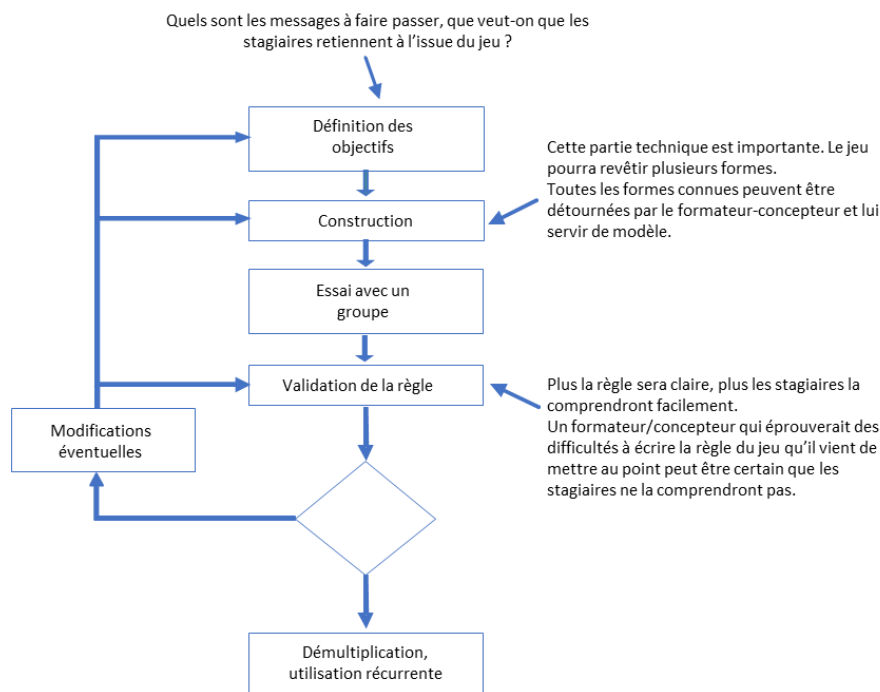 Quels sont les messages à faire passer, que veut-on que les
stagiaires retiennent à l'issue du jeu ?
Définition des
objectifs
Cette partie technique est importante. Le jeu
pourra revêtir plusieurs formes.
Toutes les formes connues peuvent être
détournées par le formateur-concepteur et lui
servir de modèle.
Construction
Essai avec un
groupe
Validation de la règle
Plus la règle sera claire, plus les stagiaires la
comprendront facilement.
Un formateur/concepteur qui éprouverait des
difficultés à écrire la règle du jeu qu'il vient de
mettre au point peut être certain que les
stagiaires ne la comprendront pas.
Modifications
éventuelles
Démultiplication,
utilisation récurrente